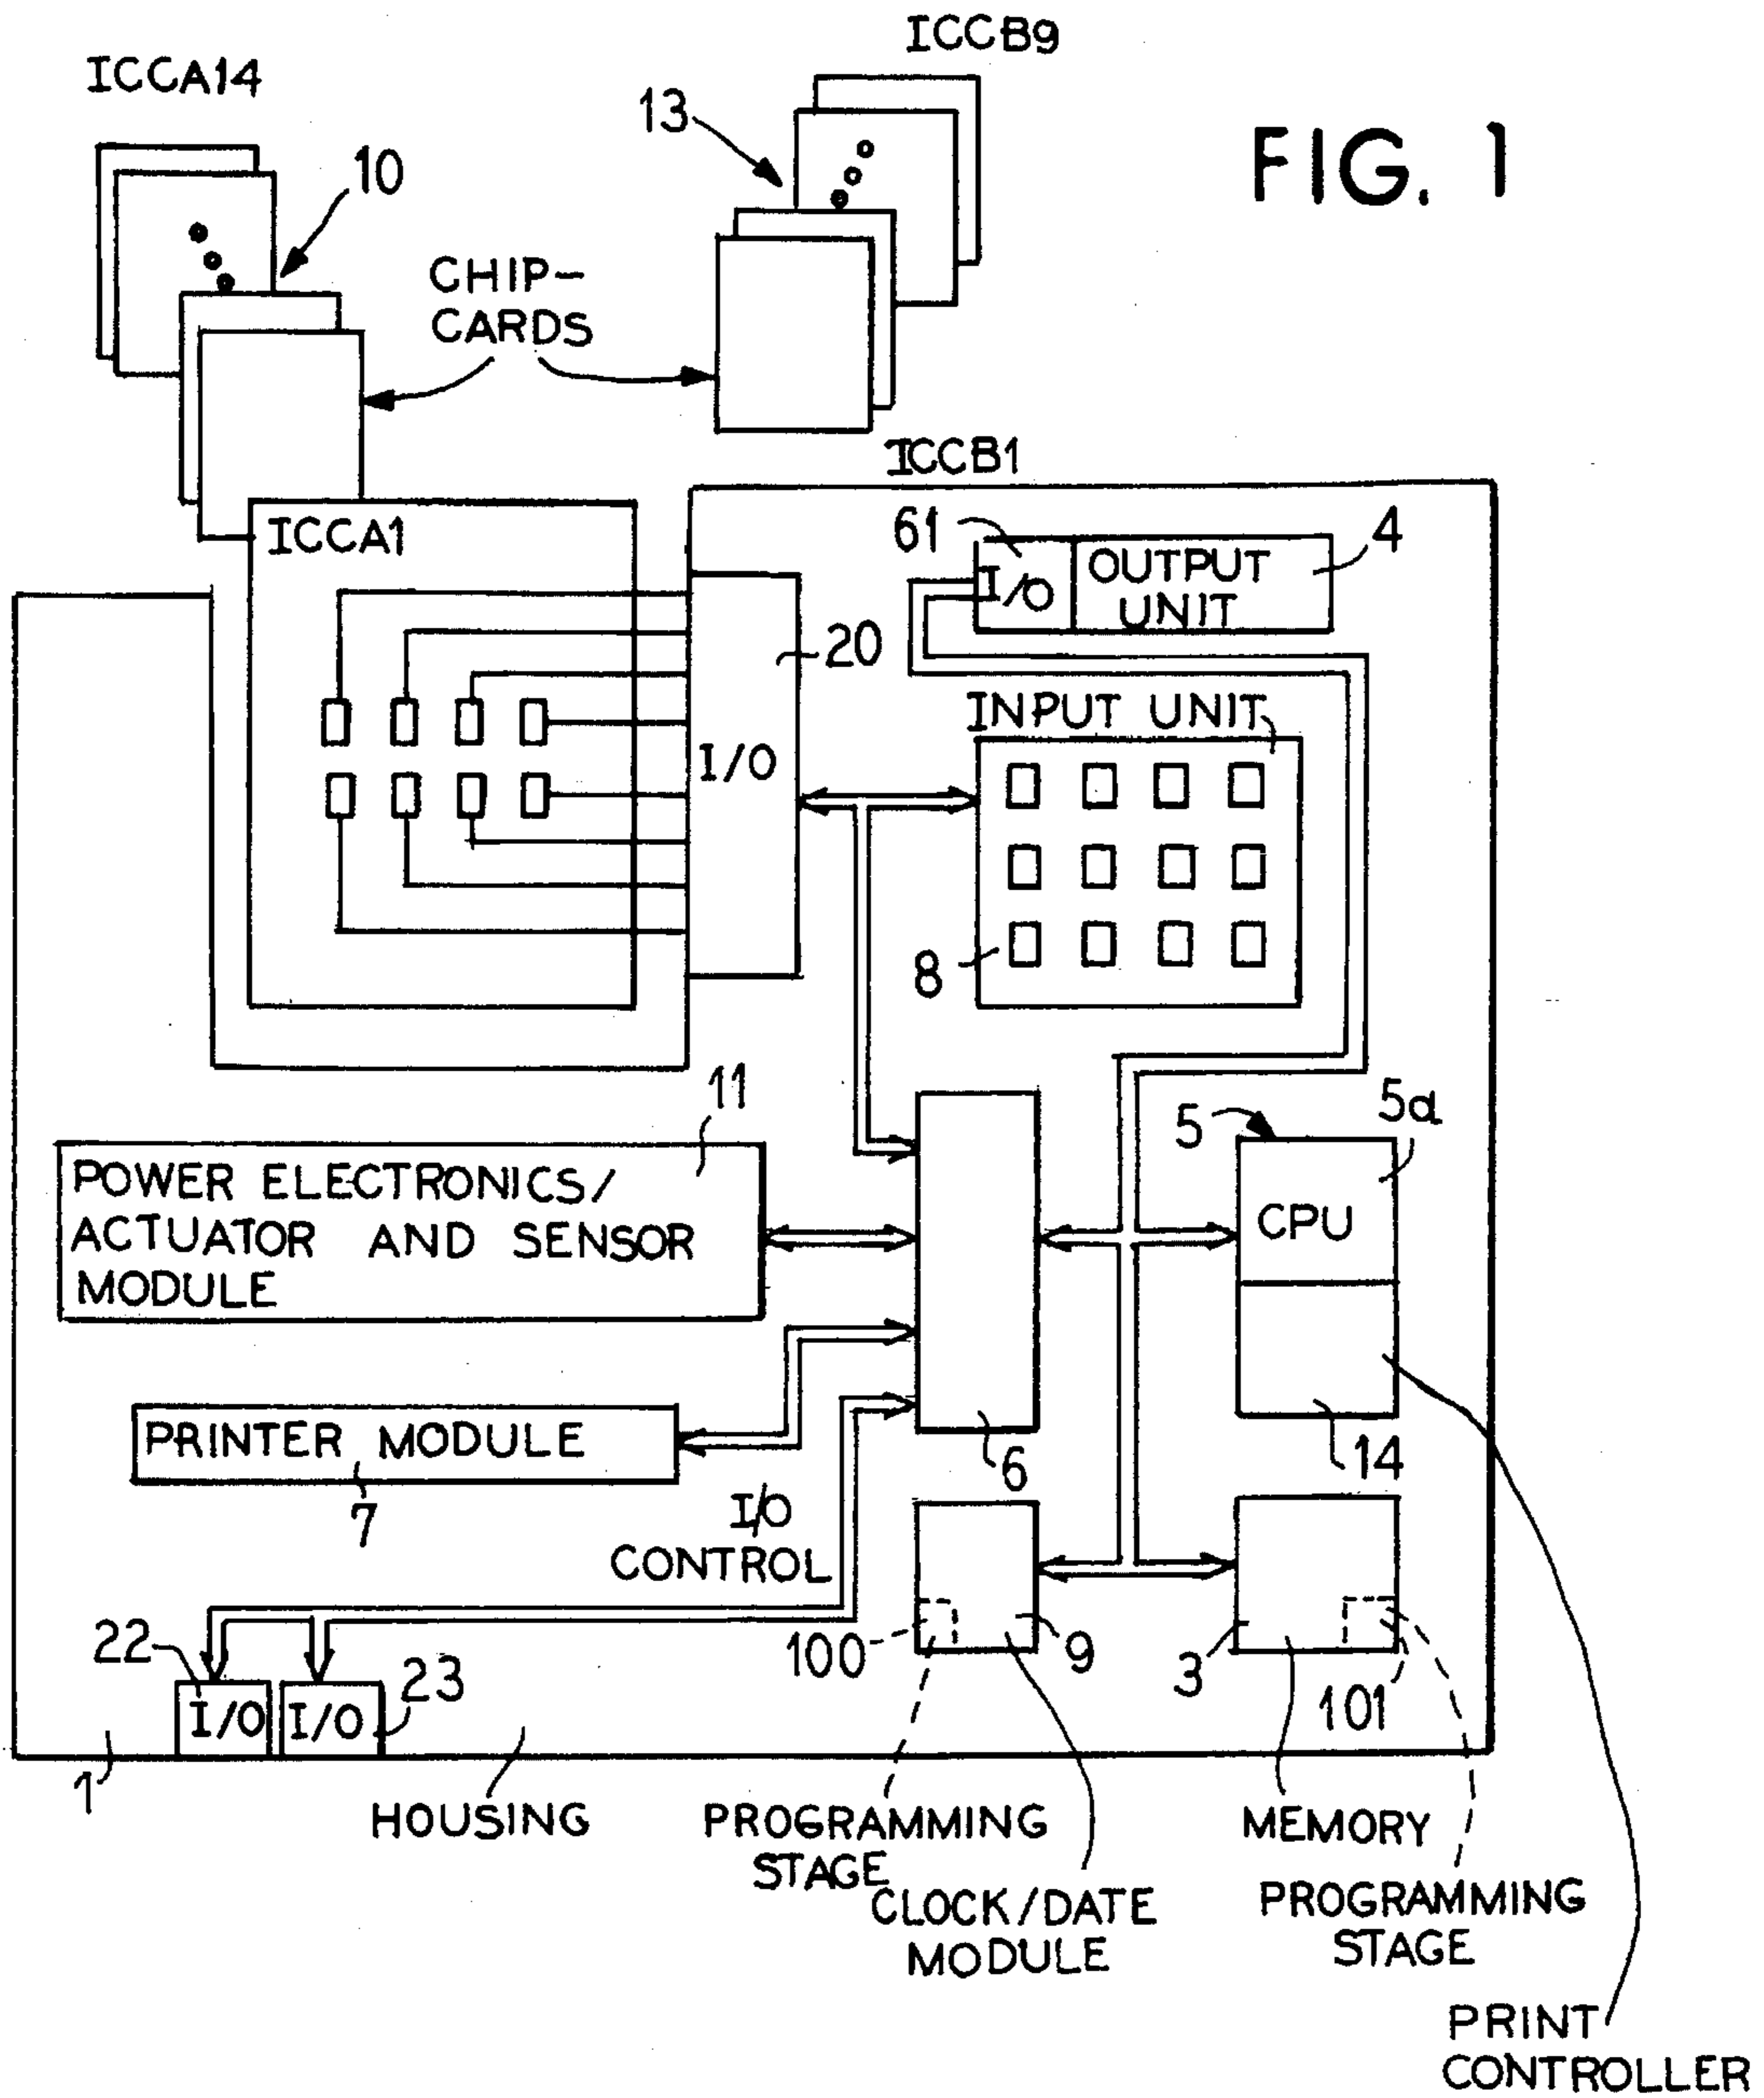 ICCB9
ICCA14
13
FIG. 1
10
CHIP-
CARDS
ICCB1
ICCA1
61
4
I/O
OUTPUT
UNIT
20
INPUT UNIT
I/O
8
11
5
5a
POWER ELECTRONICS/
ACTUATOR AND SENSOR
MODULE
CPU
PRINTER MODULE
7
6
14
I/O
CONTROL
22
23
100
9
3
101
I/O
I/O
1
HOUSING
PROGRAMMING
STAGE
MEMORY
CLOCK/DATE
MODULE
PROGRAMMING
STAGE
PRINT
CONTROLLER